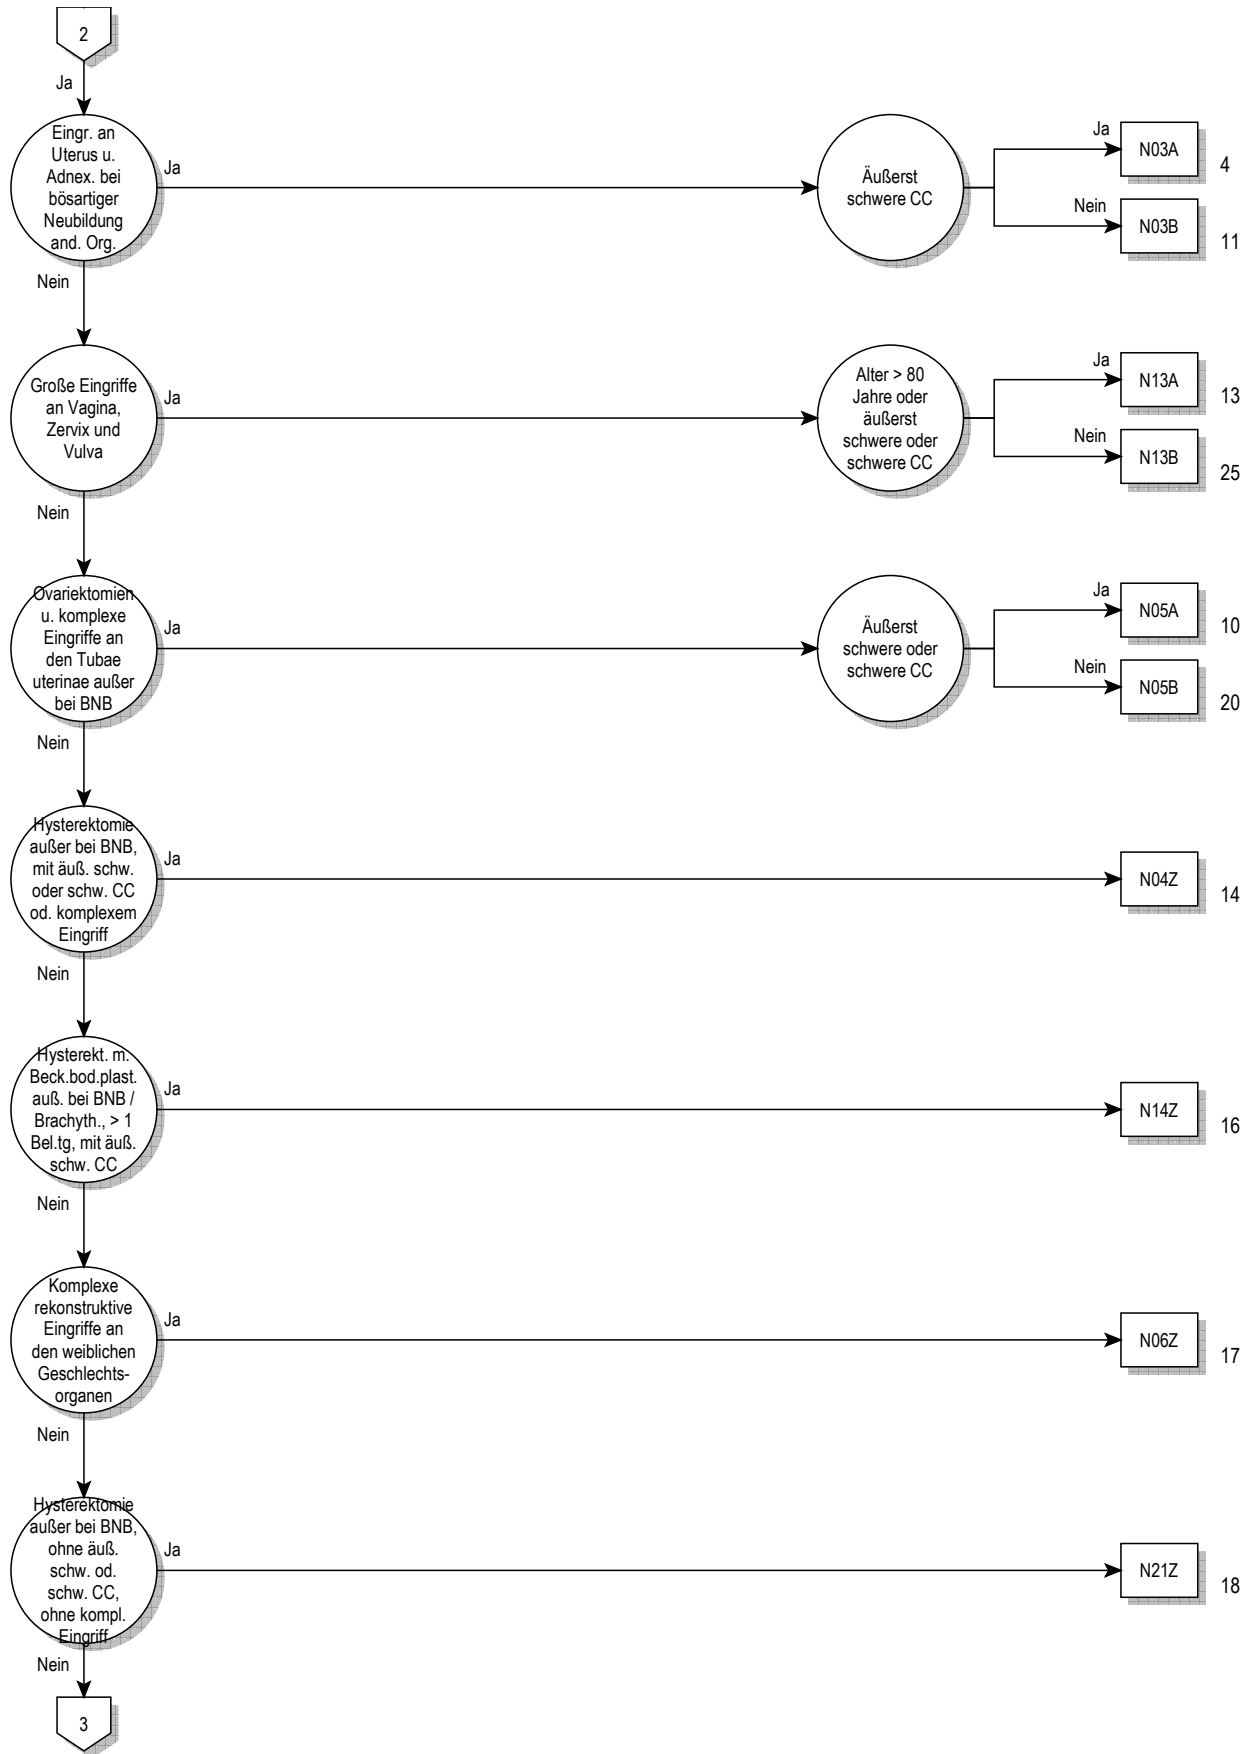 2
Ja
Eingr. an
Uterus u.
Adnex. bei
bösartiger
Neubildung
and. Org.
Ja
Äußerst
schwere CC
Ja
N03A
4
Nein
N03B
11
Nein
Große Eingriffe
an Vagina,
Zervix und
Vulva
Ja
Alter > 80
Jahre oder
äußerst
schwere oder
schwere CC
Ja
N13A
13
Nein
N13B
25
Nein
Ovariektomien
u. komplexe
Eingriffe an
den Tubae
uterinae außer
bei BNB
Ja
Äußerst
schwere oder
schwere CC
Ja
N05A
10
Nein
N05B
20
Nein
Hysterektomie
außer bei BNB,
mit äuß. schw.
oder schw. CC
od. komplexem
Eingriff
Ja
N04Z
14
Nein
Hysterekt. m.
Beck.bod.plast.
auß. bei BNB /
Brachyth., > 1
Bel.tg, mit äuß.
schw. CC
Ja
N14Z
16
Nein
Komplexe
rekonstruktive
Eingriffe an
den weiblichen
Geschlechts-
organen
Ja
N06Z
17
Nein
Hysterektomie
außer bei BNB,
ohne äuß.
schw. od.
schw. CC,
ohne kompl.
Eingriff
Ja
N21Z
18
Nein
3